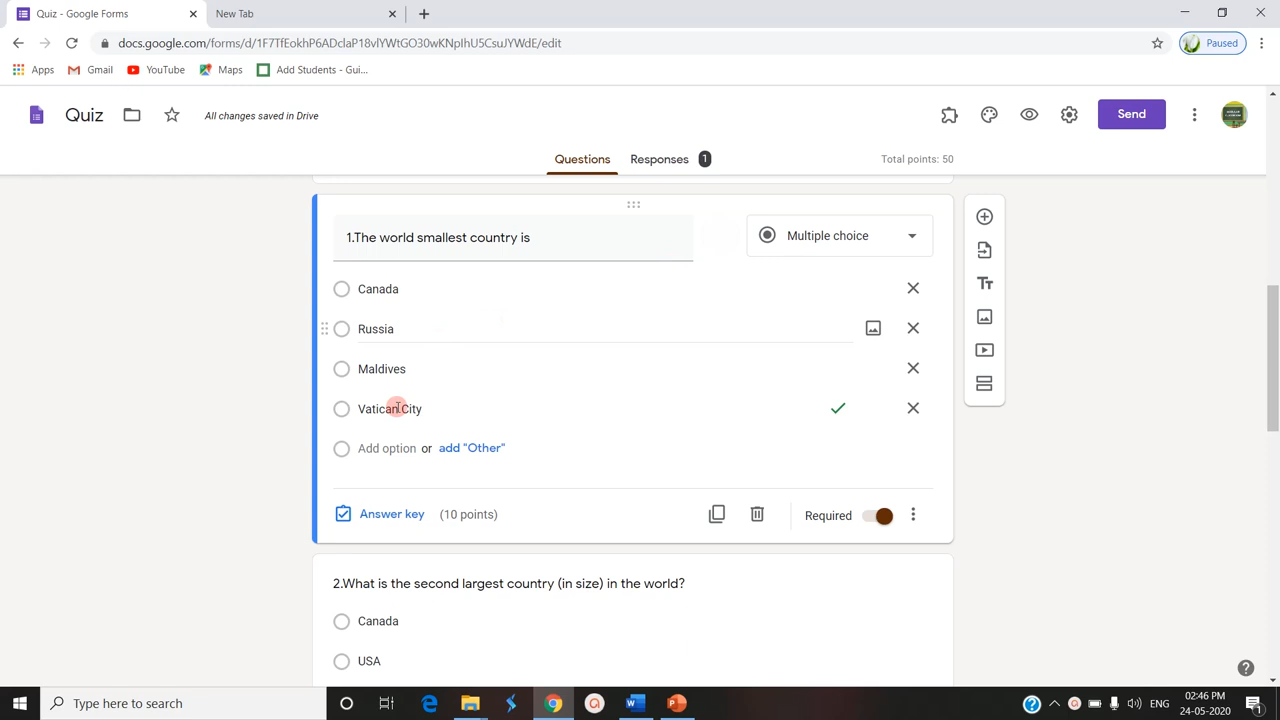 Quiz - Google Forms
New Tab
docs.google.com/forms/d/1F7TfEokhP6ADclaP18vlYWtGO30wKNpIhU5CsuJYWdE/edit
Paused
Apps Gmail YouTube Maps Add Students - Gui...
Quiz
All changes saved in Drive
Send
Questions Responses 1
Total points: 50
1.The world smallest country is
Multiple choice
Canada
Russia
Maldives
Vatican City
Add option or add "Other"
Answer key (10 points)
Required
2.What is the second largest country (in size) in the world?
Canada
USA
Type here to search
ENG
02:46 PM
24-05-2020
1